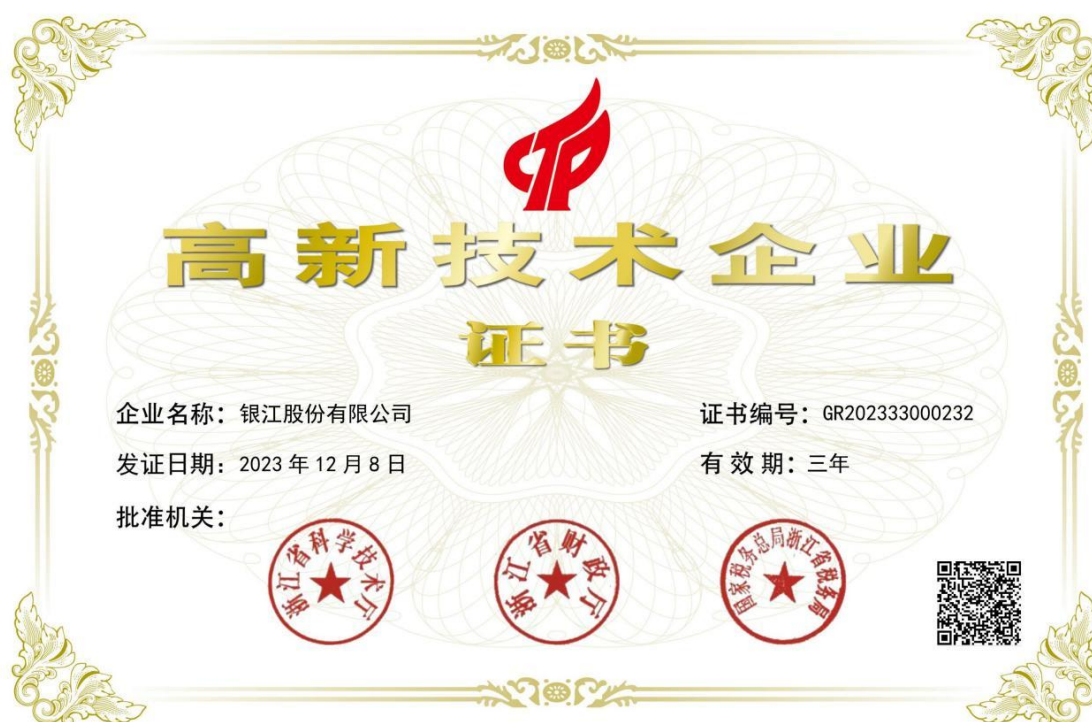 高新技术企业
证书
企业名称：银江股份有限公司
证书编号：GR202333000232
发证日期：2023年12月8日
有效期：三年
批准机关：
浙江省科学技术厅
浙江省财政厅
国家税务总局浙江省税务局